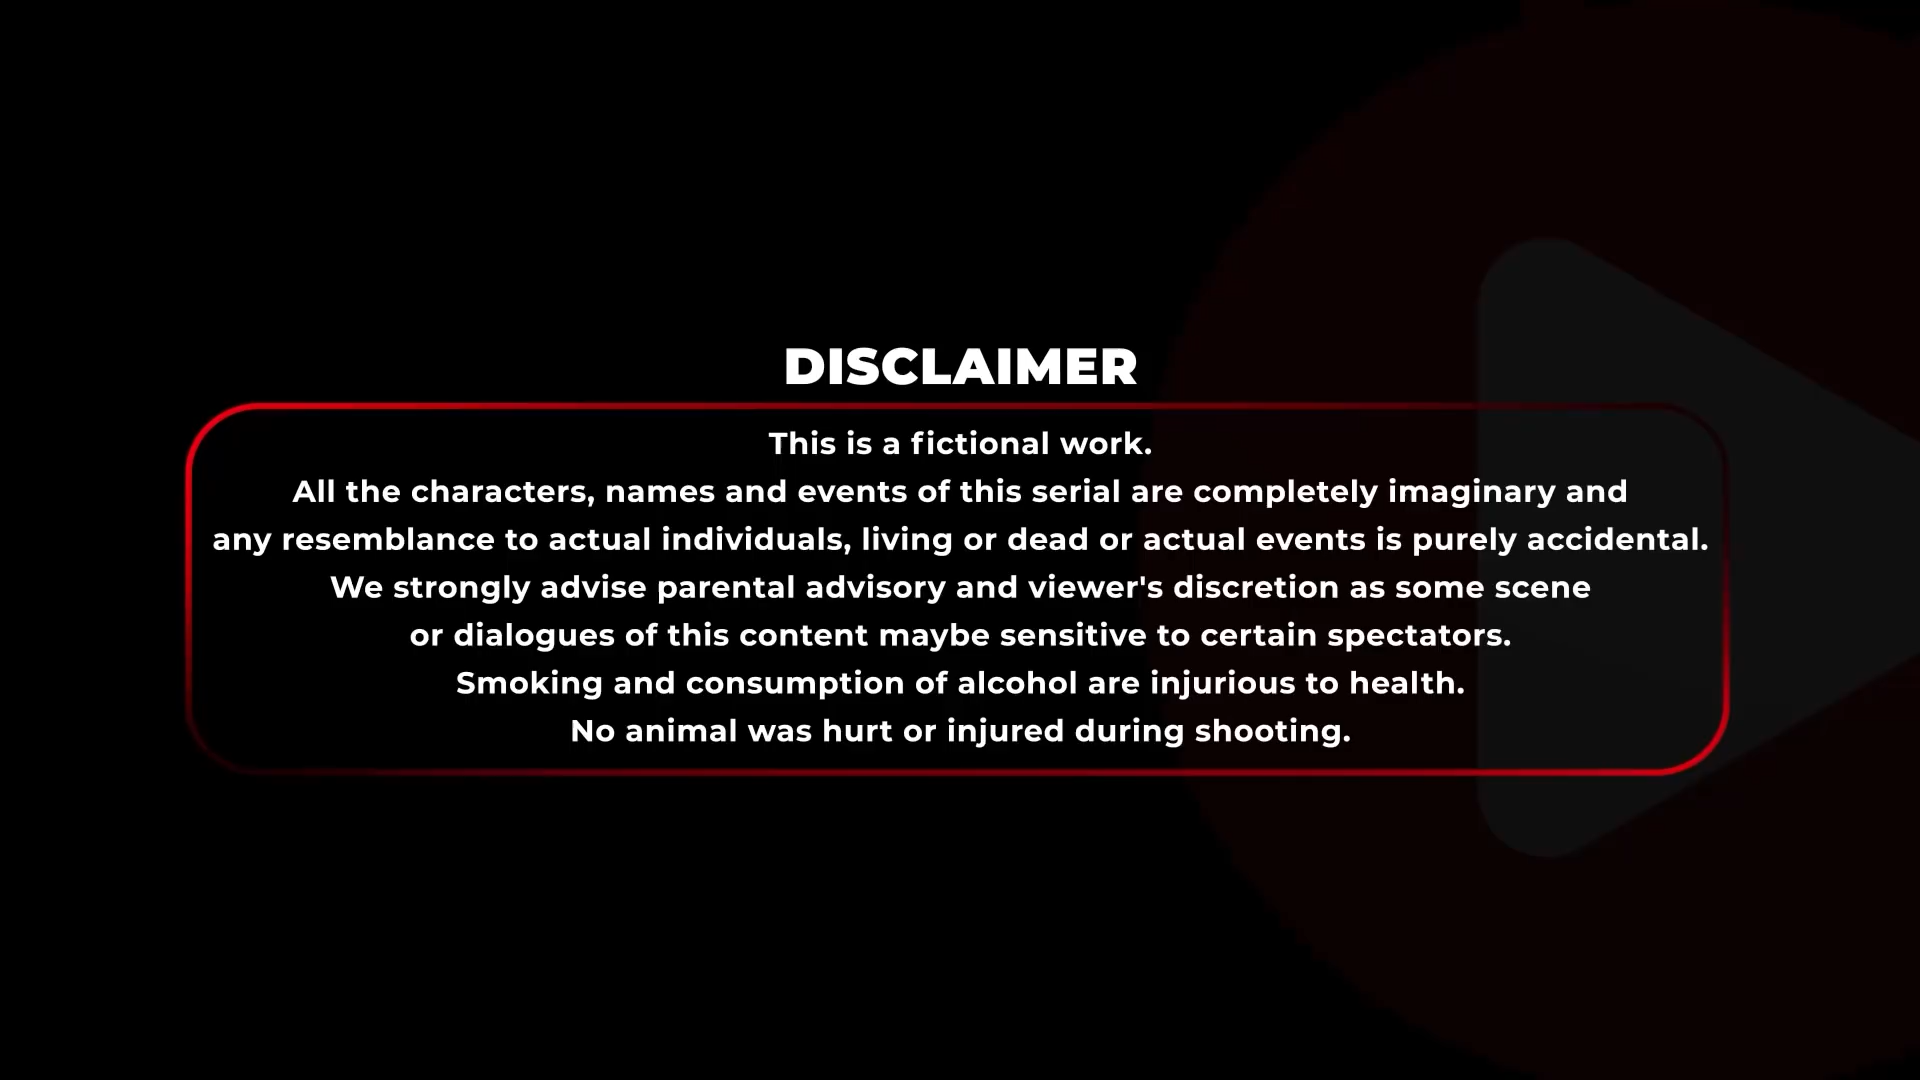 DISCLAIMER
This is a fictional work.
All the characters, names and events of this serial are completely imaginary and
any resemblance to actual individuals, living or dead or actual events is purely accidental.
We strongly advise parental advisory and viewer's discretion as some scene
or dialogues of this content maybe sensitive to certain spectators.
Smoking and consumption of alcohol are injurious to health.
No animal was hurt or injured during shooting.